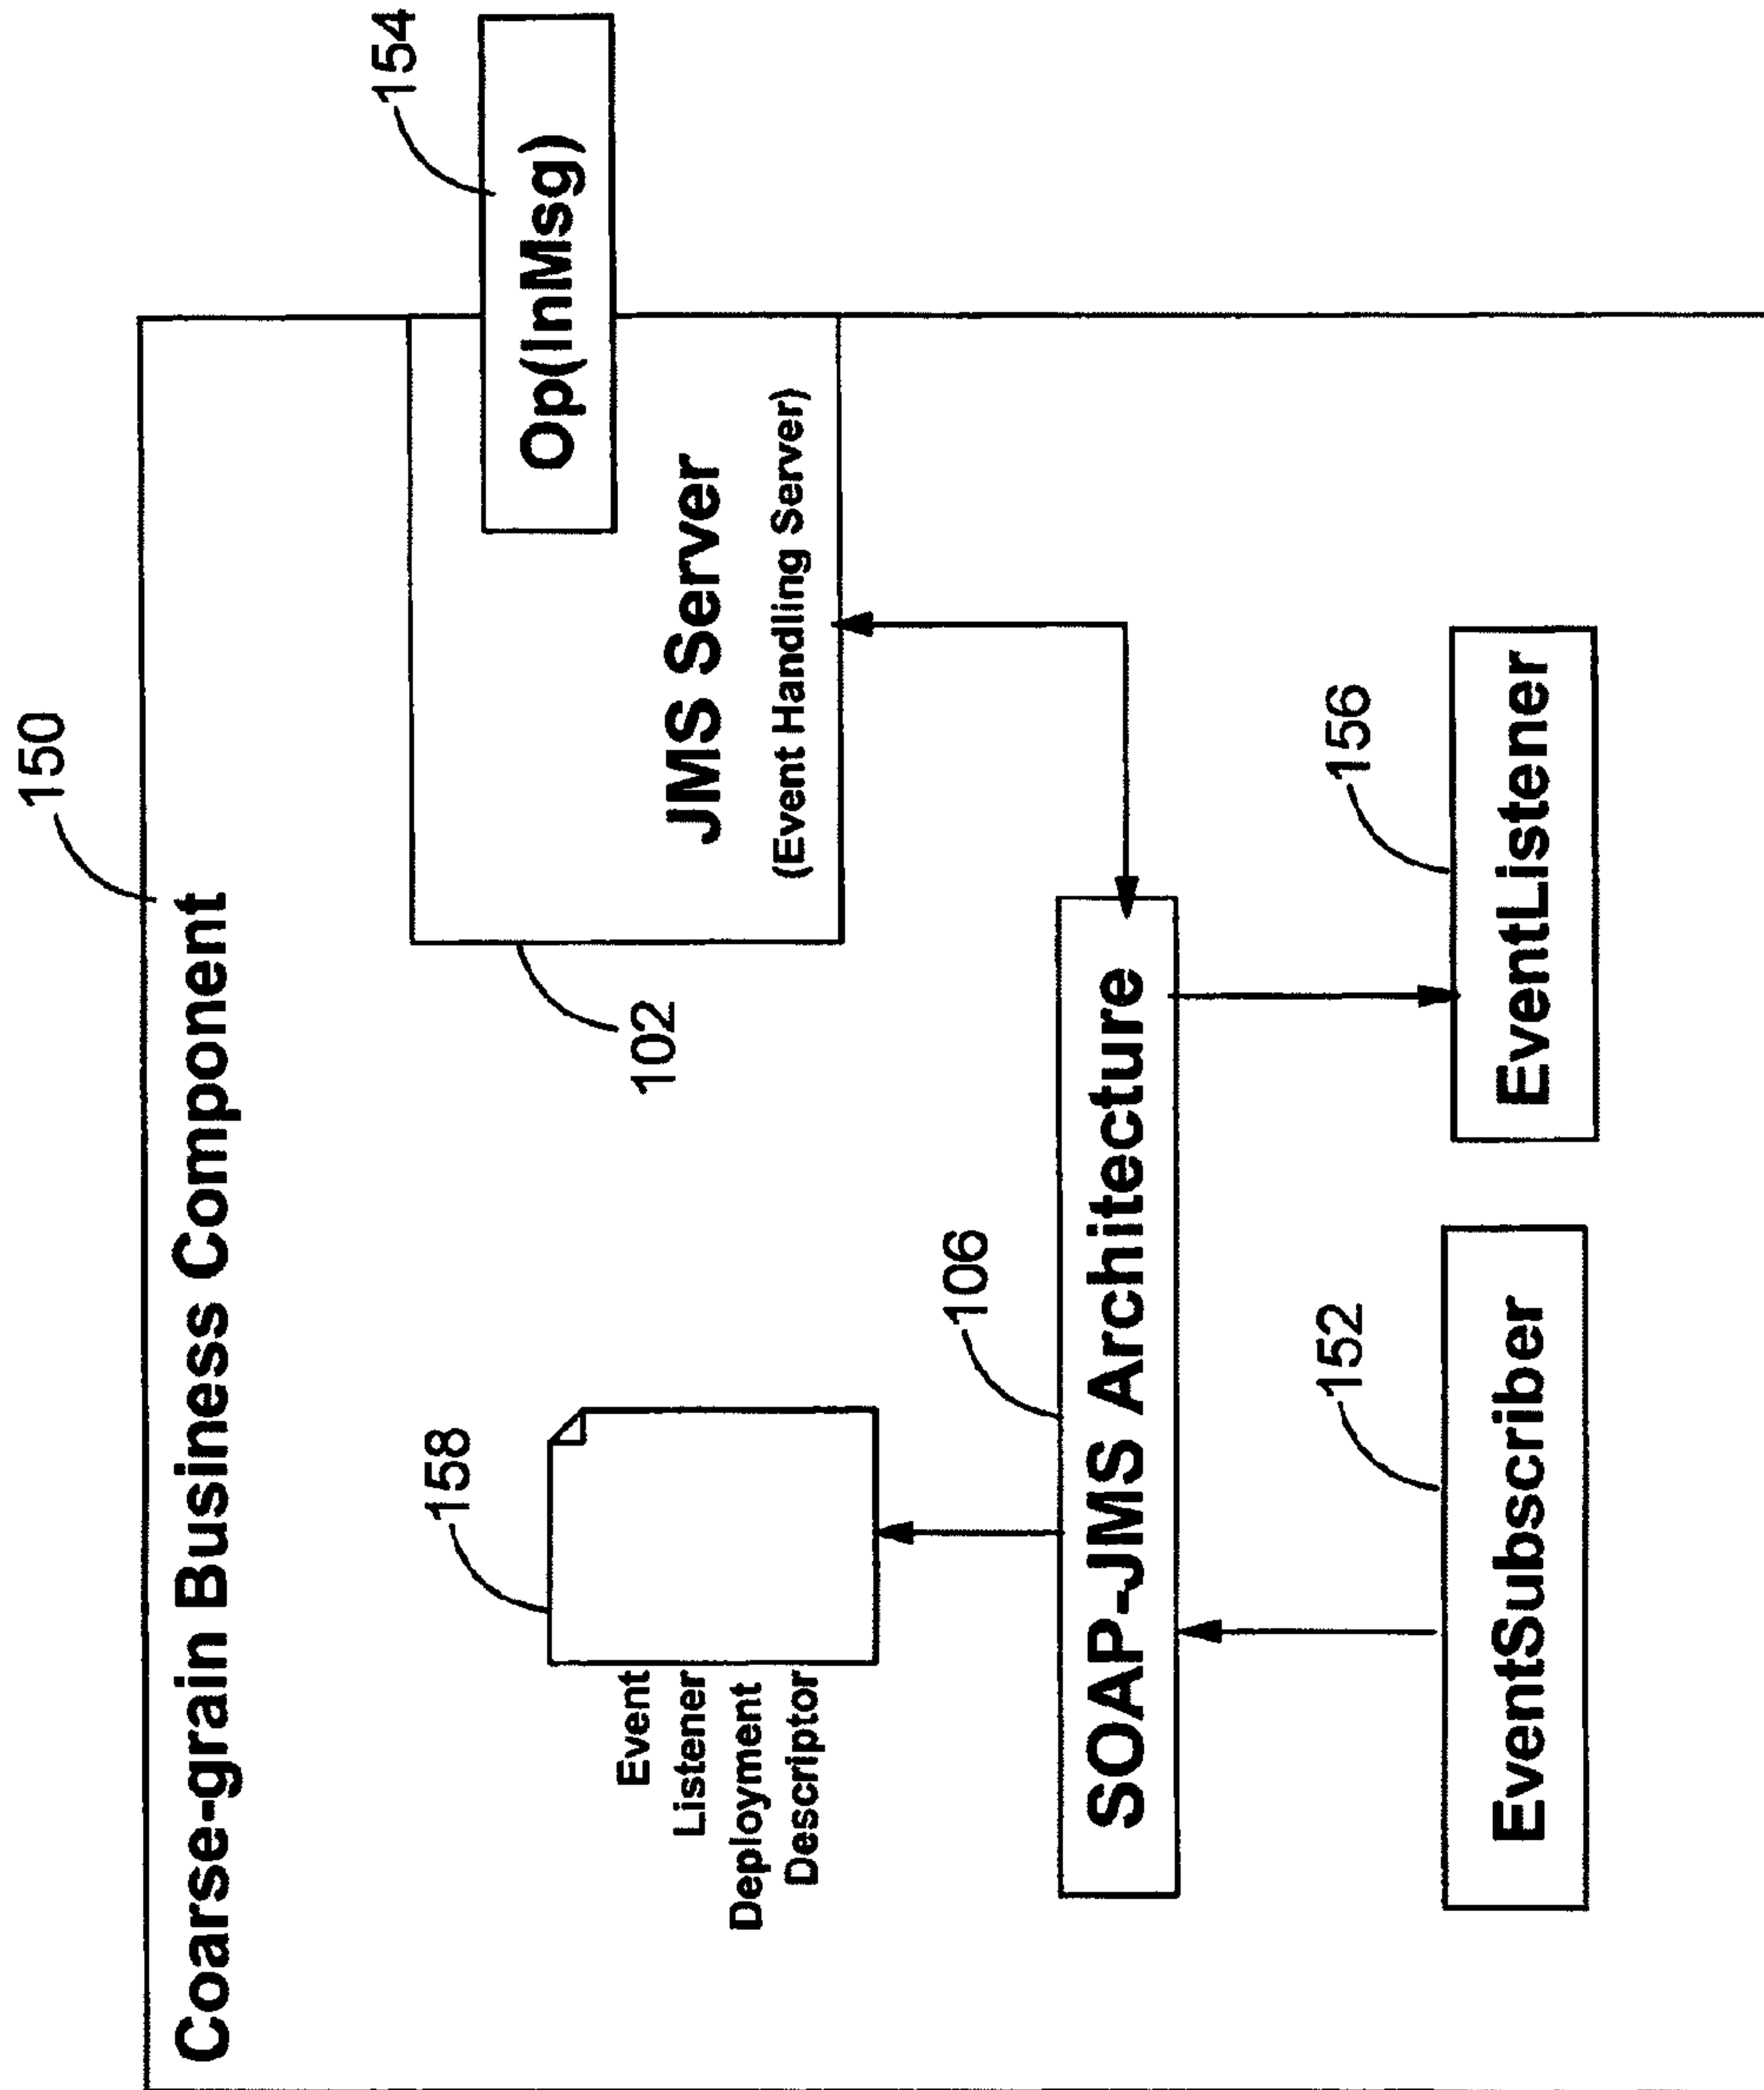 150
Coarse-grain Business Component
154
Op(InMsg)
158
Event
Listener
Deployment
Descriptor
102
JMS Server
(Event Handling Server)
106
SOAP-JMS Architecture
152
EventSubscriber
156
EventListener